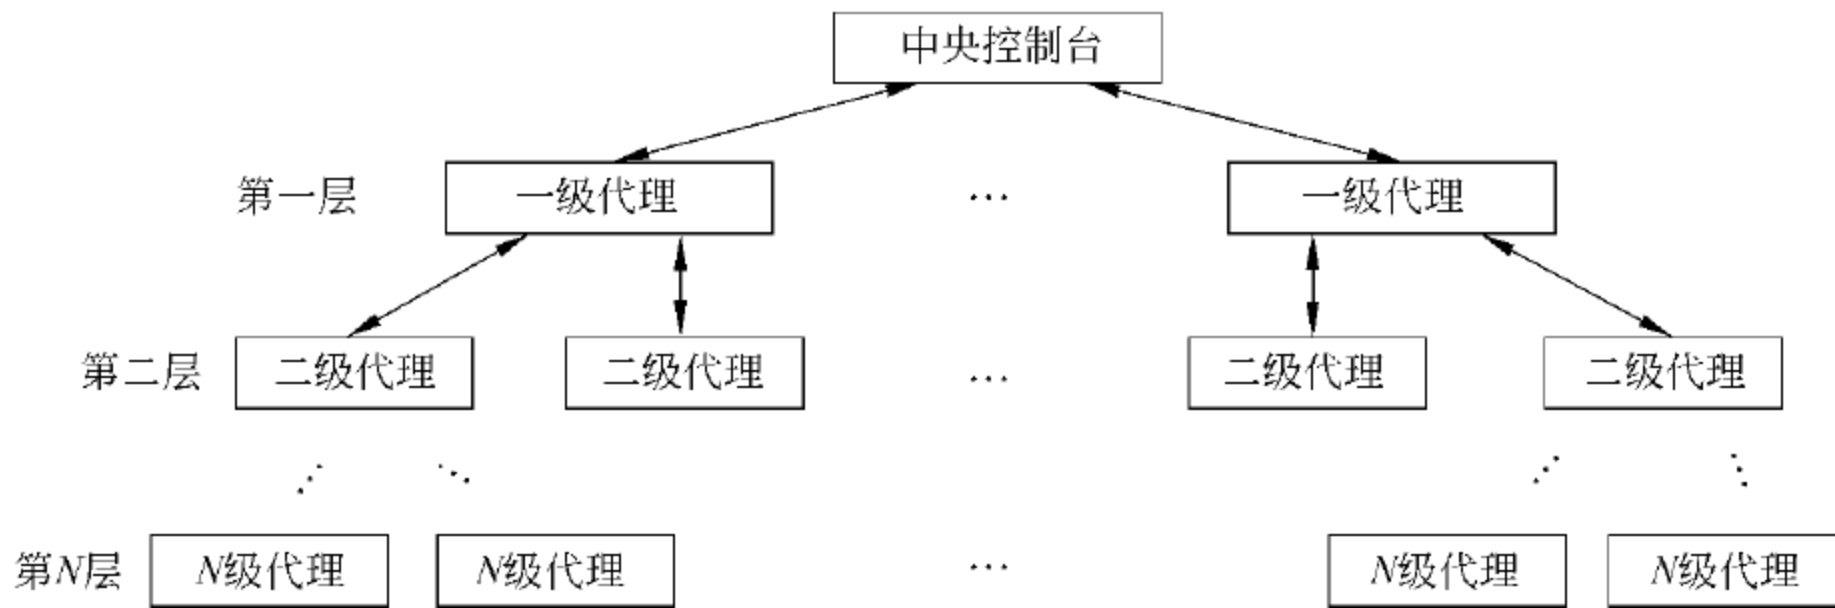 中央控制台
第一层 一级代理 … 一级代理
第二层 二级代理 二级代理 … 二级代理 二级代理
第N层 N级代理 N级代理 … N级代理 N级代理